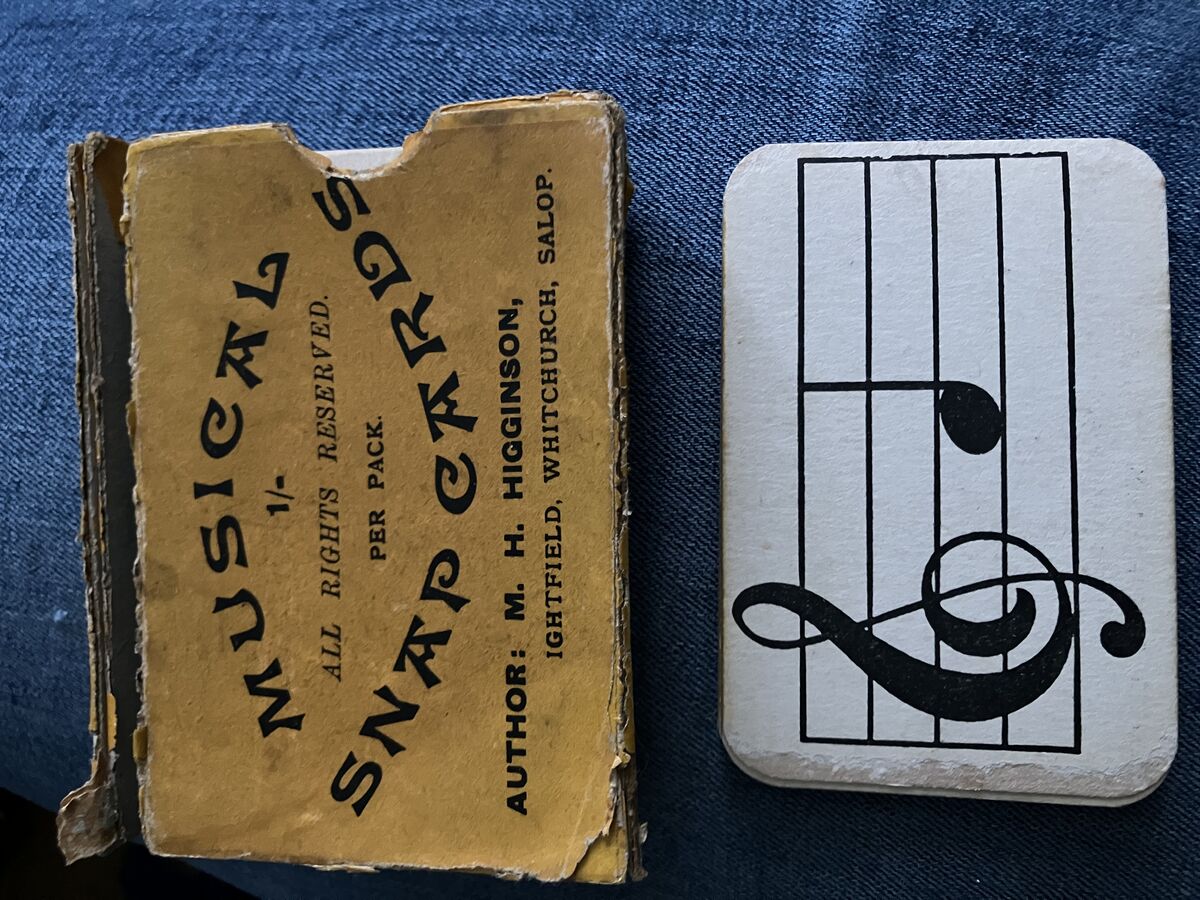 MUSICAL
1/-
ALL RIGHTS RESERVED.
PER PACK.
SNAP CARDS
AUTHOR: M. H. HIGGINSON,
IGHTFIELD, WHITCHURCH, SALOP.